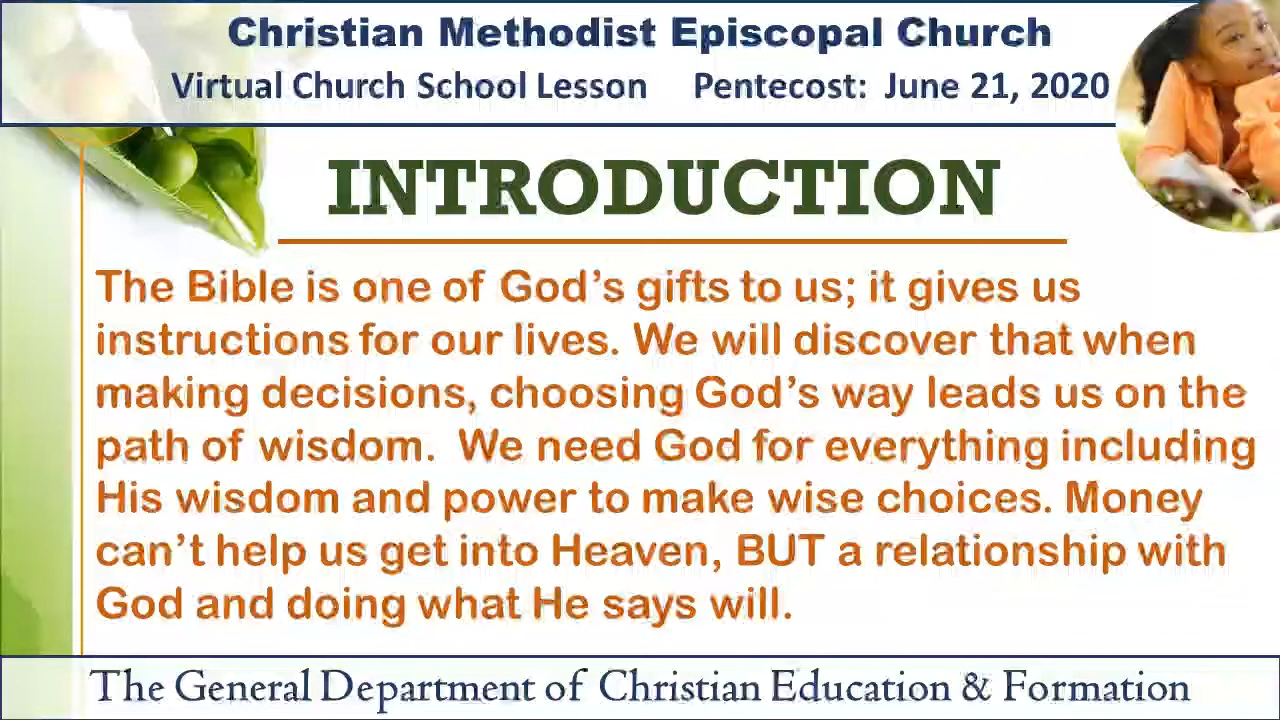 Christian Methodist Episcopal Church
Virtual Church School Lesson Pentecost: June 21, 2020
INTRODUCTION
The Bible is one of God’s gifts to us; it gives us
instructions for our lives. We will discover that when
making decisions, choosing God’s way leads us on the
path of wisdom. We need God for everything including
His wisdom and power to make wise choices. Money
can’t help us get into Heaven, BUT a relationship with
God and doing what He says will.
The General Department of Christian Education & Formation